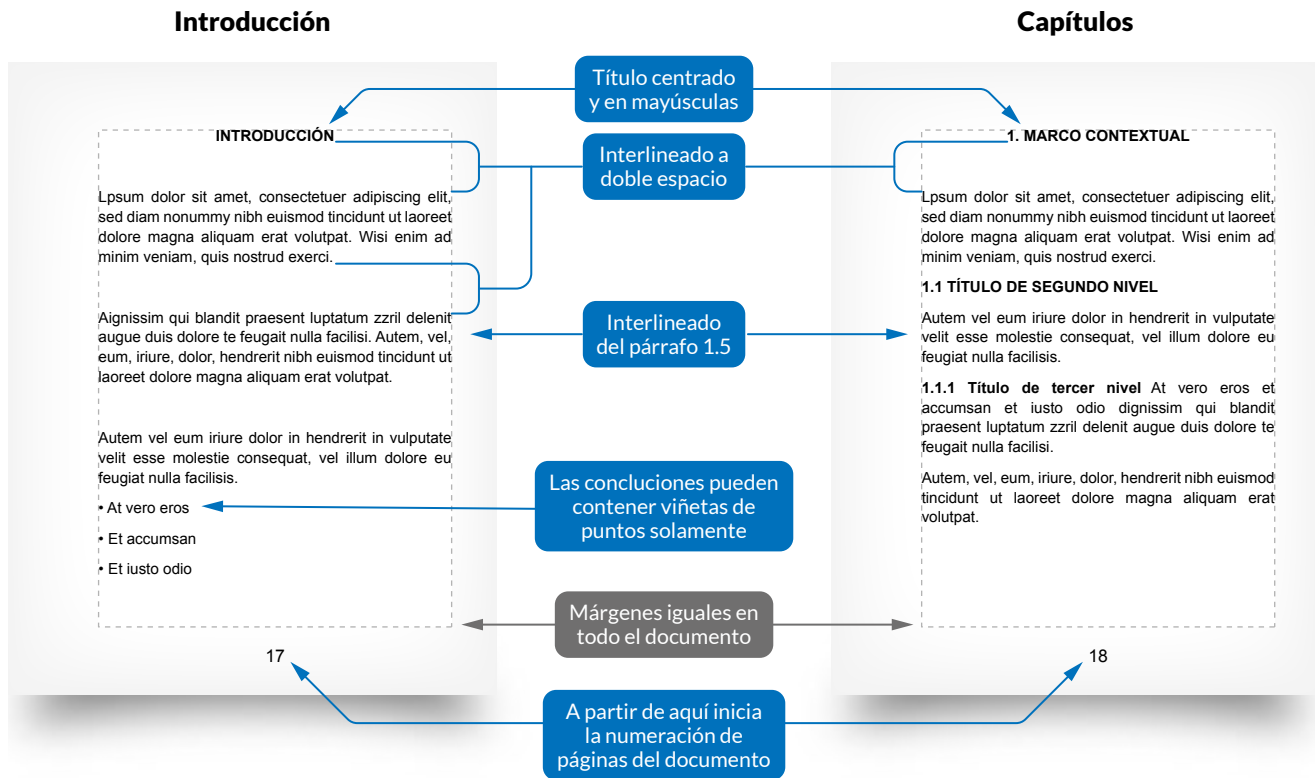 Introducción
Capítulos
Título centrado
y en mayúsculas
Interlineado a
doble espacio
Interlineado
del párrafo 1.5
Las concluciones pueden
contener viñetas de
puntos solamente
Márgenes iguales en
todo el documento
A partir de aquí inicia
la numeración de
páginas del documento
INTRODUCCIÓN
Lpsum dolor sit amet, consectetuer adipiscing elit,
sed diam nonummy nibh euismod tincidunt ut laoreet
dolore magna aliquam erat volutpat. Wisi enim ad
minim veniam, quis nostrud exerci.
Aignissim qui blandit praesent luptatum zzril delenit
augue duis dolore te feugait nulla facilisi. Autem, vel,
eum, iriure, dolor, hendrerit nibh euismod tincidunt ut
laoreet dolore magna aliquam erat volutpat.
Autem vel eum iriure dolor in hendrerit in vulputate
velit esse molestie consequat, vel illum dolore eu
feugiat nulla facilisis.
• At vero eros
• Et accumsan
• Et iusto odio
17
1. MARCO CONTEXTUAL
Lpsum dolor sit amet, consectetuer adipiscing elit,
sed diam nonummy nibh euismod tincidunt ut laoreet
dolore magna aliquam erat volutpat. Wisi enim ad
minim veniam, quis nostrud exerci.
1.1 TÍTULO DE SEGUNDO NIVEL
Autem vel eum iriure dolor in hendrerit in vulputate
velit esse molestie consequat, vel illum dolore eu
feugiat nulla facilisis.
1.1.1 Título de tercer nivel At vero eros et
accumsan et iusto odio dignissim qui blandit
praesent luptatum zzril delenit augue duis dolore te
feugait nulla facilisi.
Autem, vel, eum, iriure, dolor, hendrerit nibh euismod
tincidunt ut laoreet dolore magna aliquam erat
volutpat.
18